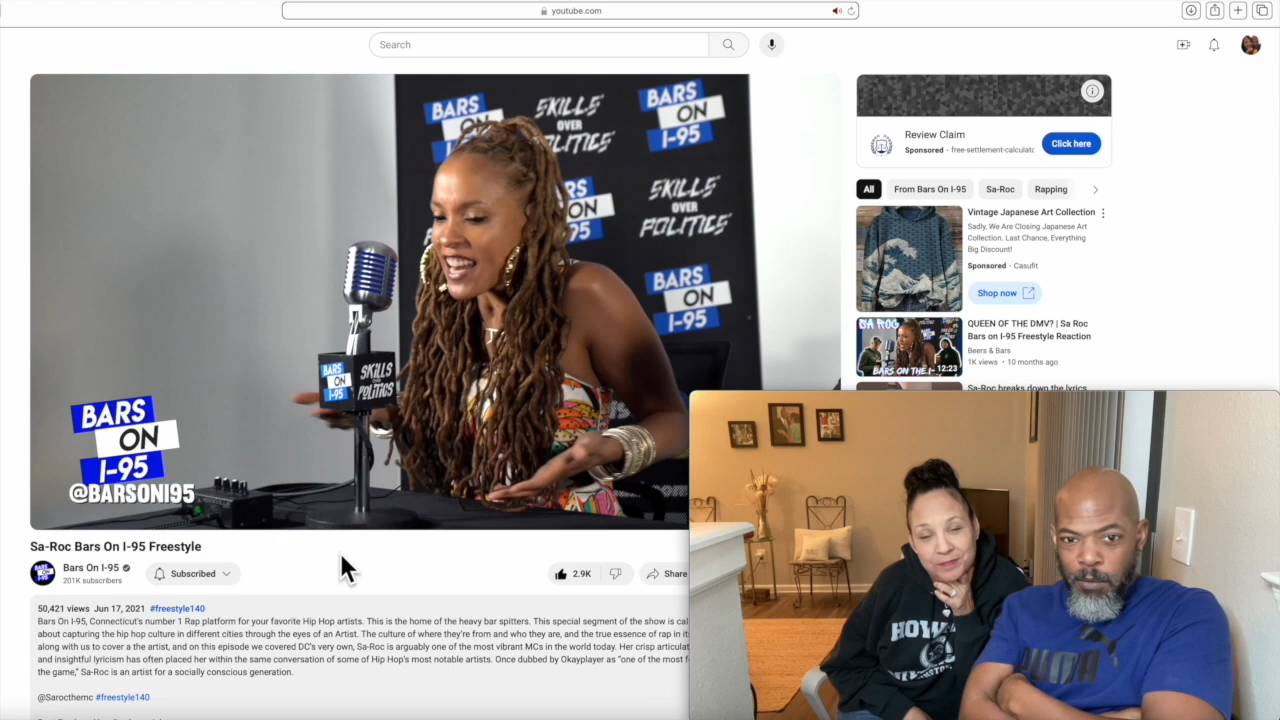 youtube.com
Search
BARS
ON
SKILLS
OVER
POLITICS
BARS
ON
I-95
RS
ON
95
SKILLS
OVER
POLITICS
BARS
ON
I-95
BARS
ON
I-95
SKILLS
OVER
POLITICS
BARS
ON
I-95
@BARSONI95
Review Claim
Sponsored · free-settlement-calculato
Click here
All
From Bars On I-95
Sa-Roc
Rapping
Vintage Japanese Art Collection
Sadly, We Are Closing Japanese Art
Collection. Last Chance, Everything
Big Discount!
Sponsored · Casufit
Shop now
SA ROC
BARS ON THE I-
12:23
QUEEN OF THE DMV? | Sa Roc
Bars on I-95 Freestyle Reaction
Beers & Bars
1K views · 10 months ago
Sa-Roc breaks down the lyrics
Sa-Roc Bars On I-95 Freestyle
Bars On I-95
201K subscribers
Subscribed
2.9K
Share
50,421 views Jun 17, 2021 #freestyle140
Bars On I-95, Connecticut's number 1 Rap platform for your favorite Hip Hop artists. This is the home of the heavy bar spitters. This special segment of the show is cal
about capturing the hip hop culture in different cities through the eyes of an Artist. The culture of where they're from and who they are, and the true essence of rap in it
along with us to cover a the artist, and on this episode we covered DC's very own, Sa-Roc is arguably one of the most vibrant MCs in the world today. Her crisp articulat
and insightful lyricism has often placed her within the same conversation of some of Hip Hop's most notable artists. Once dubbed by Okayplayer as "one of the most f
the game," Sa-Roc is an artist for a socially conscious generation.
@Sarocthemc #freestyle140
HOW